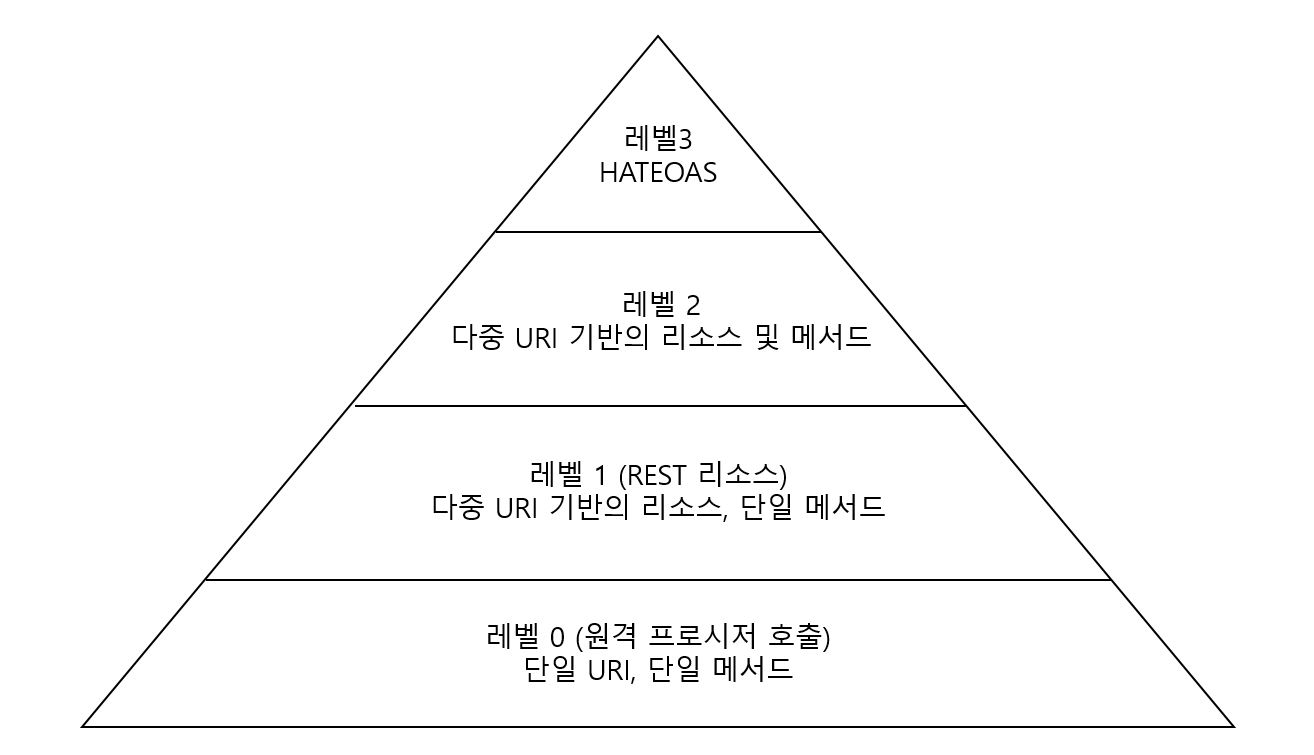 레벨3
HATEOAS
레벨 2
다중 URI 기반의 리소스 및 메서드
레벨 1 (REST 리소스)
다중 URI 기반의 리소스, 단일 메서드
레벨 0 (원격 프로시저 호출)
단일 URI, 단일 메서드